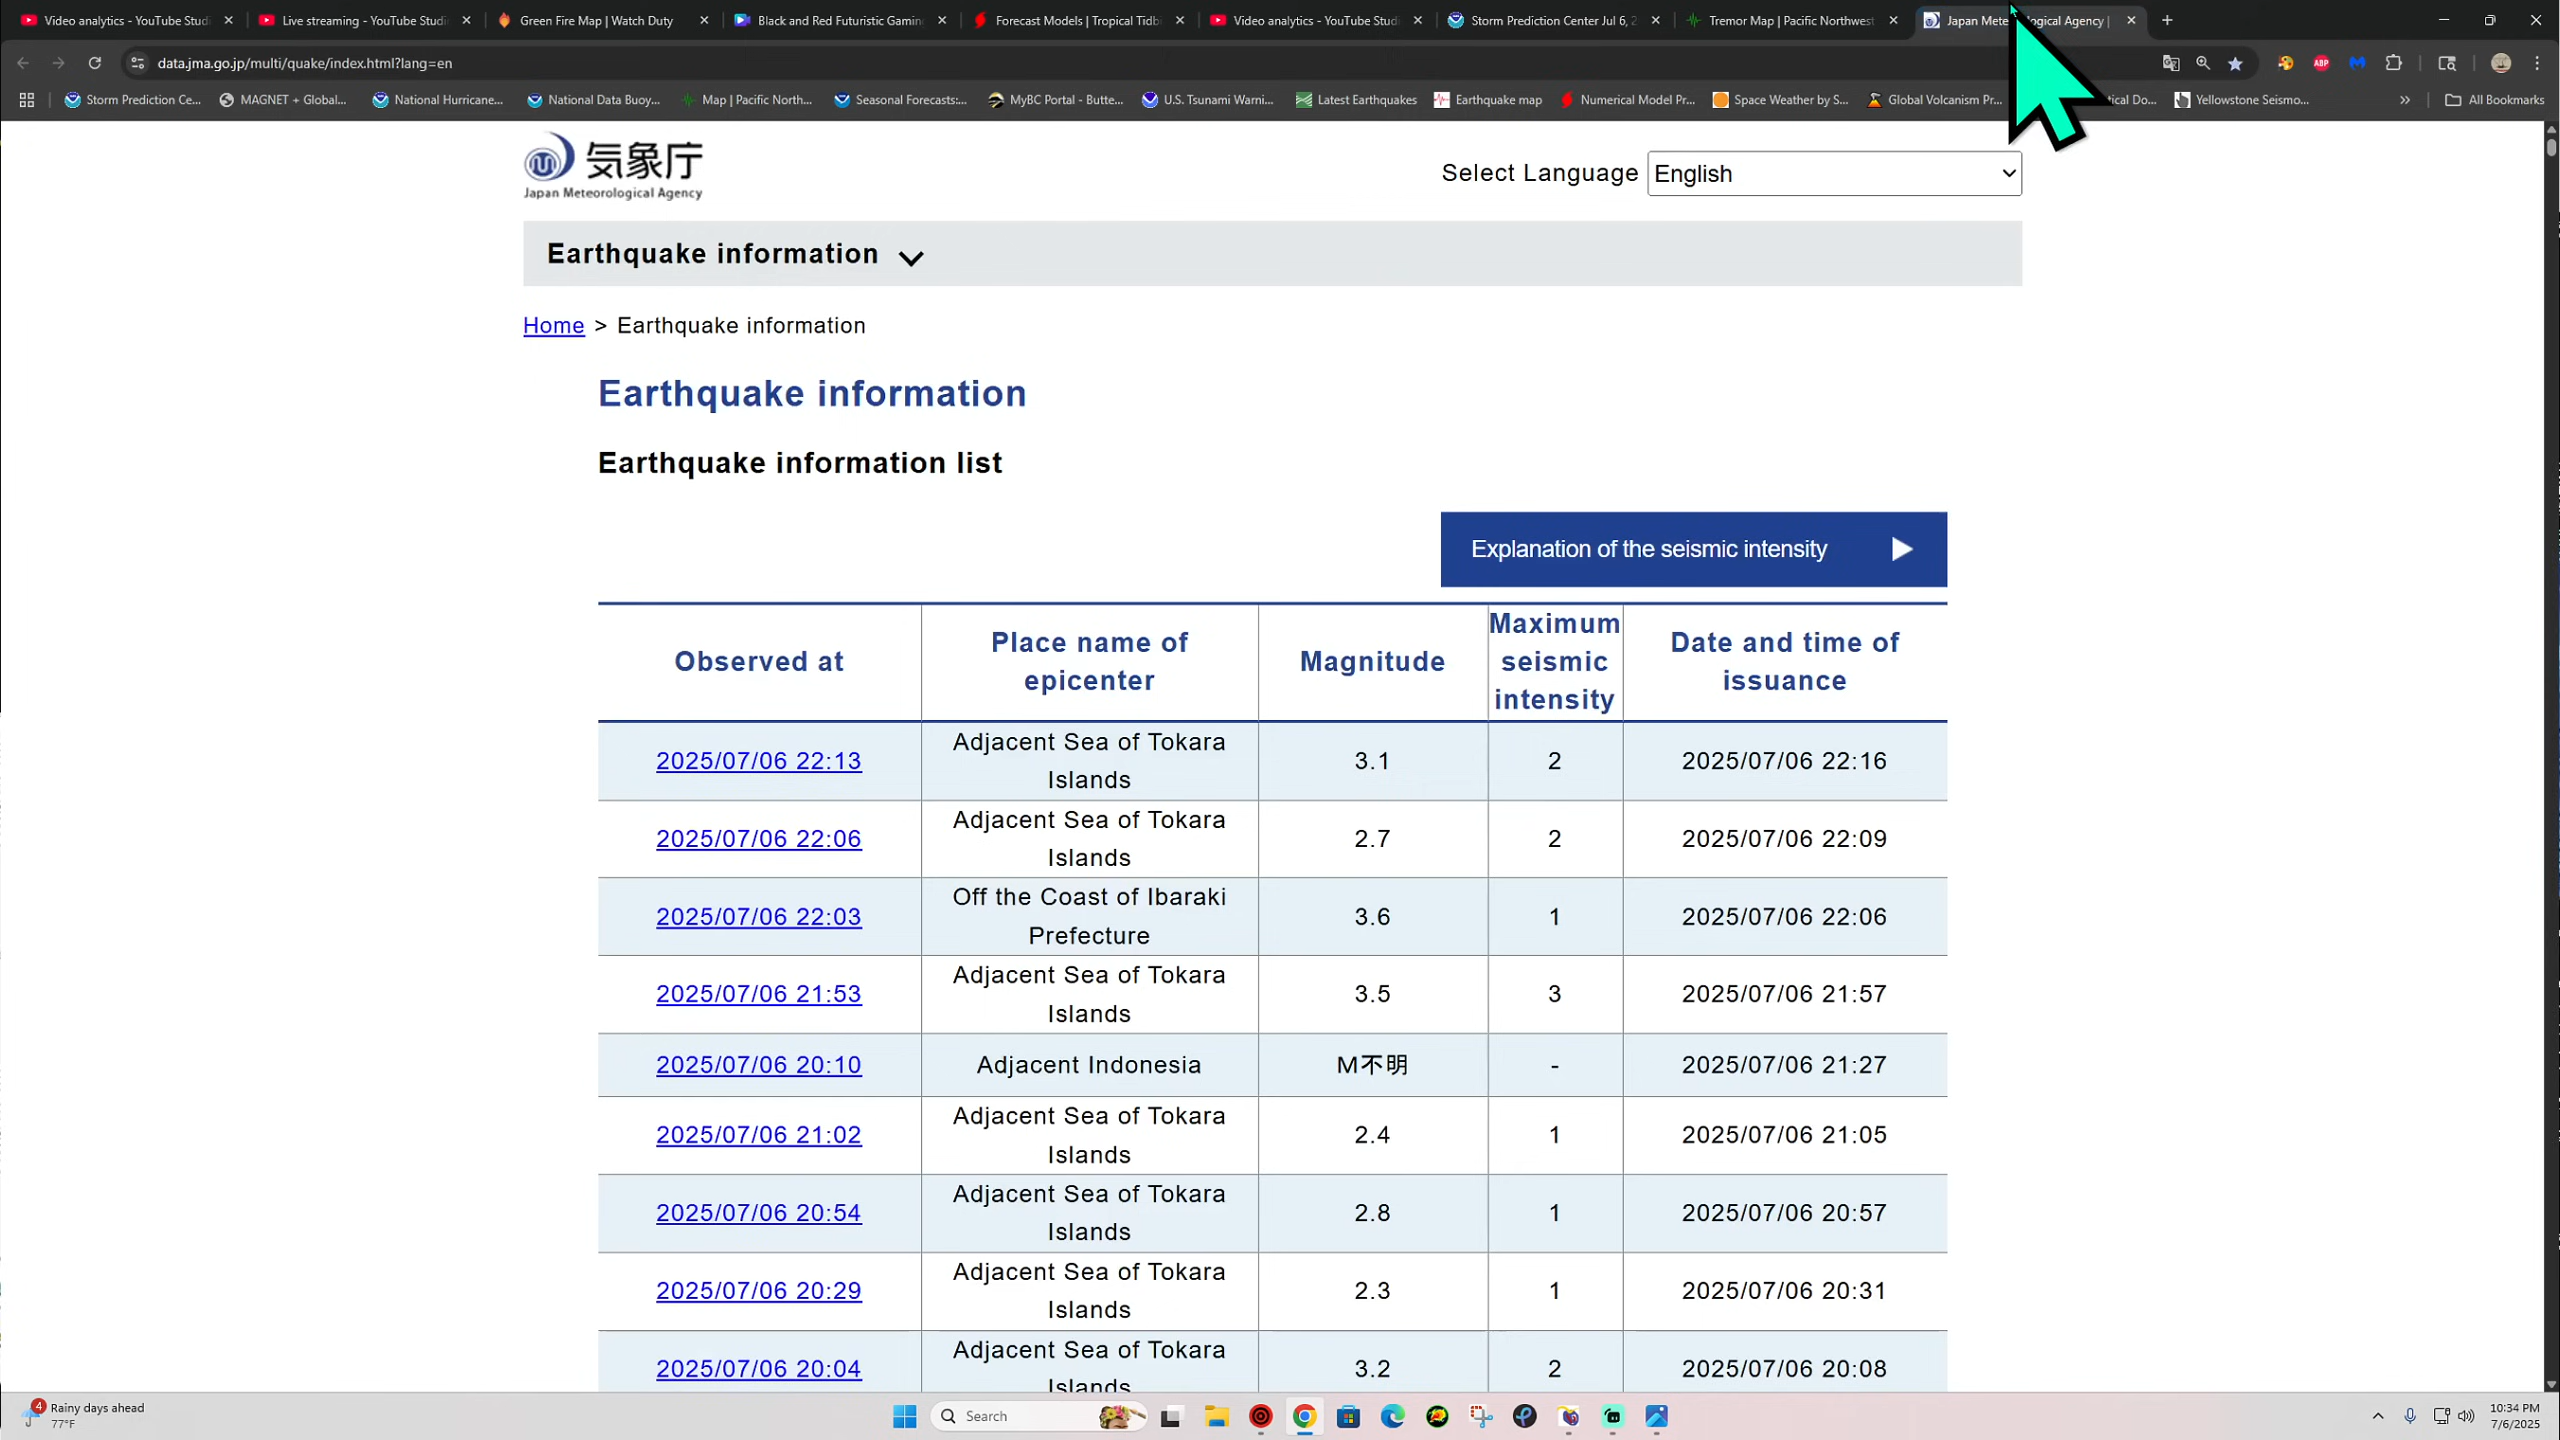 Video analytics - YouTube Studi
Live streaming - YouTube Studi
Green Fire Map | Watch Duty
Black and Red Futuristic Gamin
Forecast Models | Tropical Tidb
Video analytics - YouTube Studi
Storm Prediction Center Jul 6, 2
Tremor Map | Pacific Northwest
Japan Mete logical Agency |
data.jma.go.jp/multi/quake/index.html?lang=en
ABP
Storm Prediction Ce...
MAGNET + Global...
National Hurricane...
National Data Buoy...
Map | Pacific North...
Seasonal Forecasts:...
MyBC Portal - Butte...
U.S. Tsunami Warni...
Latest Earthquakes
Earthquake map
Numerical Model Pr...
Space Weather by S...
Global Volcanism Pr...
tical Do...
Yellowstone Seismo...
All Bookmarks
気象庁
Japan Meteorological Agency
Select Language English
Earthquake information
Home > Earthquake information
Earthquake information
Earthquake information list
Explanation of the seismic intensity
Observed at
Place name of
epicenter
Magnitude
Maximum
seismic
intensity
Date and time of
issuance
2025/07/06 22:13
Adjacent Sea of Tokara
Islands
3.1
2
2025/07/06 22:16
2025/07/06 22:06
Adjacent Sea of Tokara
Islands
2.7
2
2025/07/06 22:09
2025/07/06 22:03
Off the Coast of Ibaraki
Prefecture
3.6
1
2025/07/06 22:06
2025/07/06 21:53
Adjacent Sea of Tokara
Islands
3.5
3
2025/07/06 21:57
2025/07/06 20:10
Adjacent Indonesia
M不明
-
2025/07/06 21:27
2025/07/06 21:02
Adjacent Sea of Tokara
Islands
2.4
1
2025/07/06 21:05
2025/07/06 20:54
Adjacent Sea of Tokara
Islands
2.8
1
2025/07/06 20:57
2025/07/06 20:29
Adjacent Sea of Tokara
Islands
2.3
1
2025/07/06 20:31
2025/07/06 20:04
Adjacent Sea of Tokara
Islands
3.2
2
2025/07/06 20:08
4
Rainy days ahead
77°F
Search
10:34 PM
7/6/2025